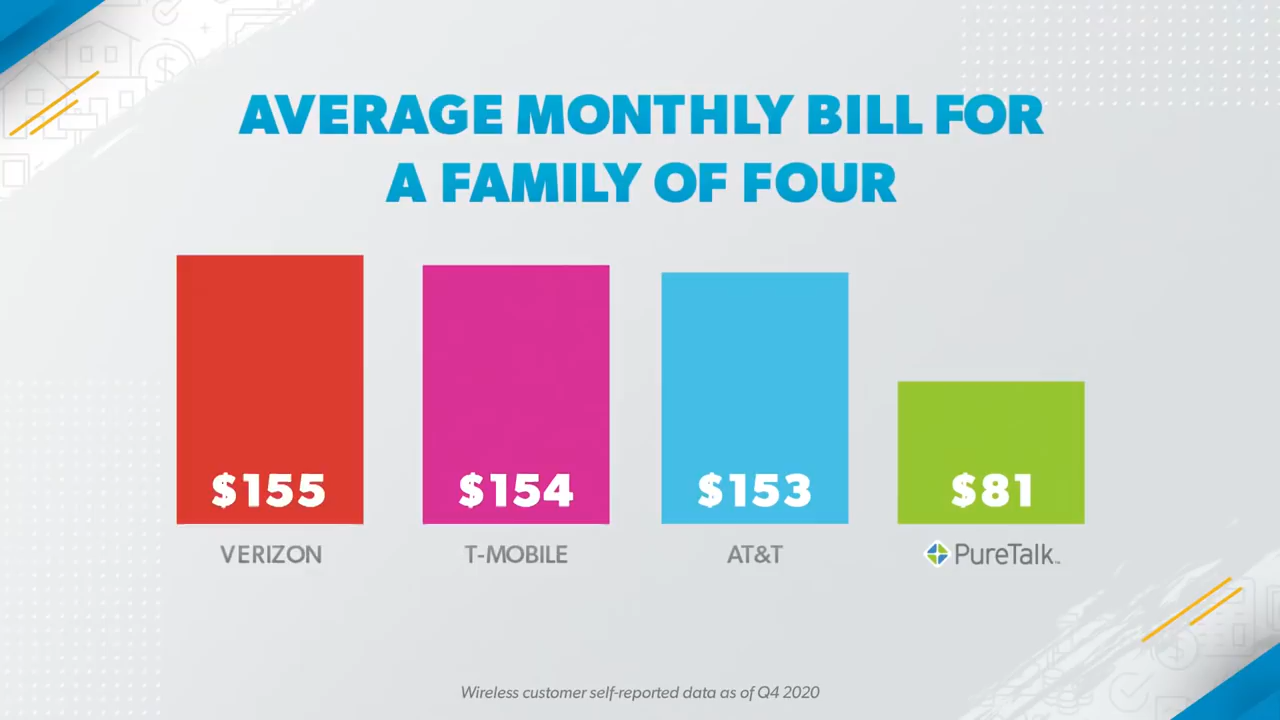 AVERAGE MONTHLY BILL FOR
A FAMILY OF FOUR
$155 $154 $153 $81
VERIZON T-MOBILE AT&T PureTalk™
Wireless customer self-reported data as of Q4 2020